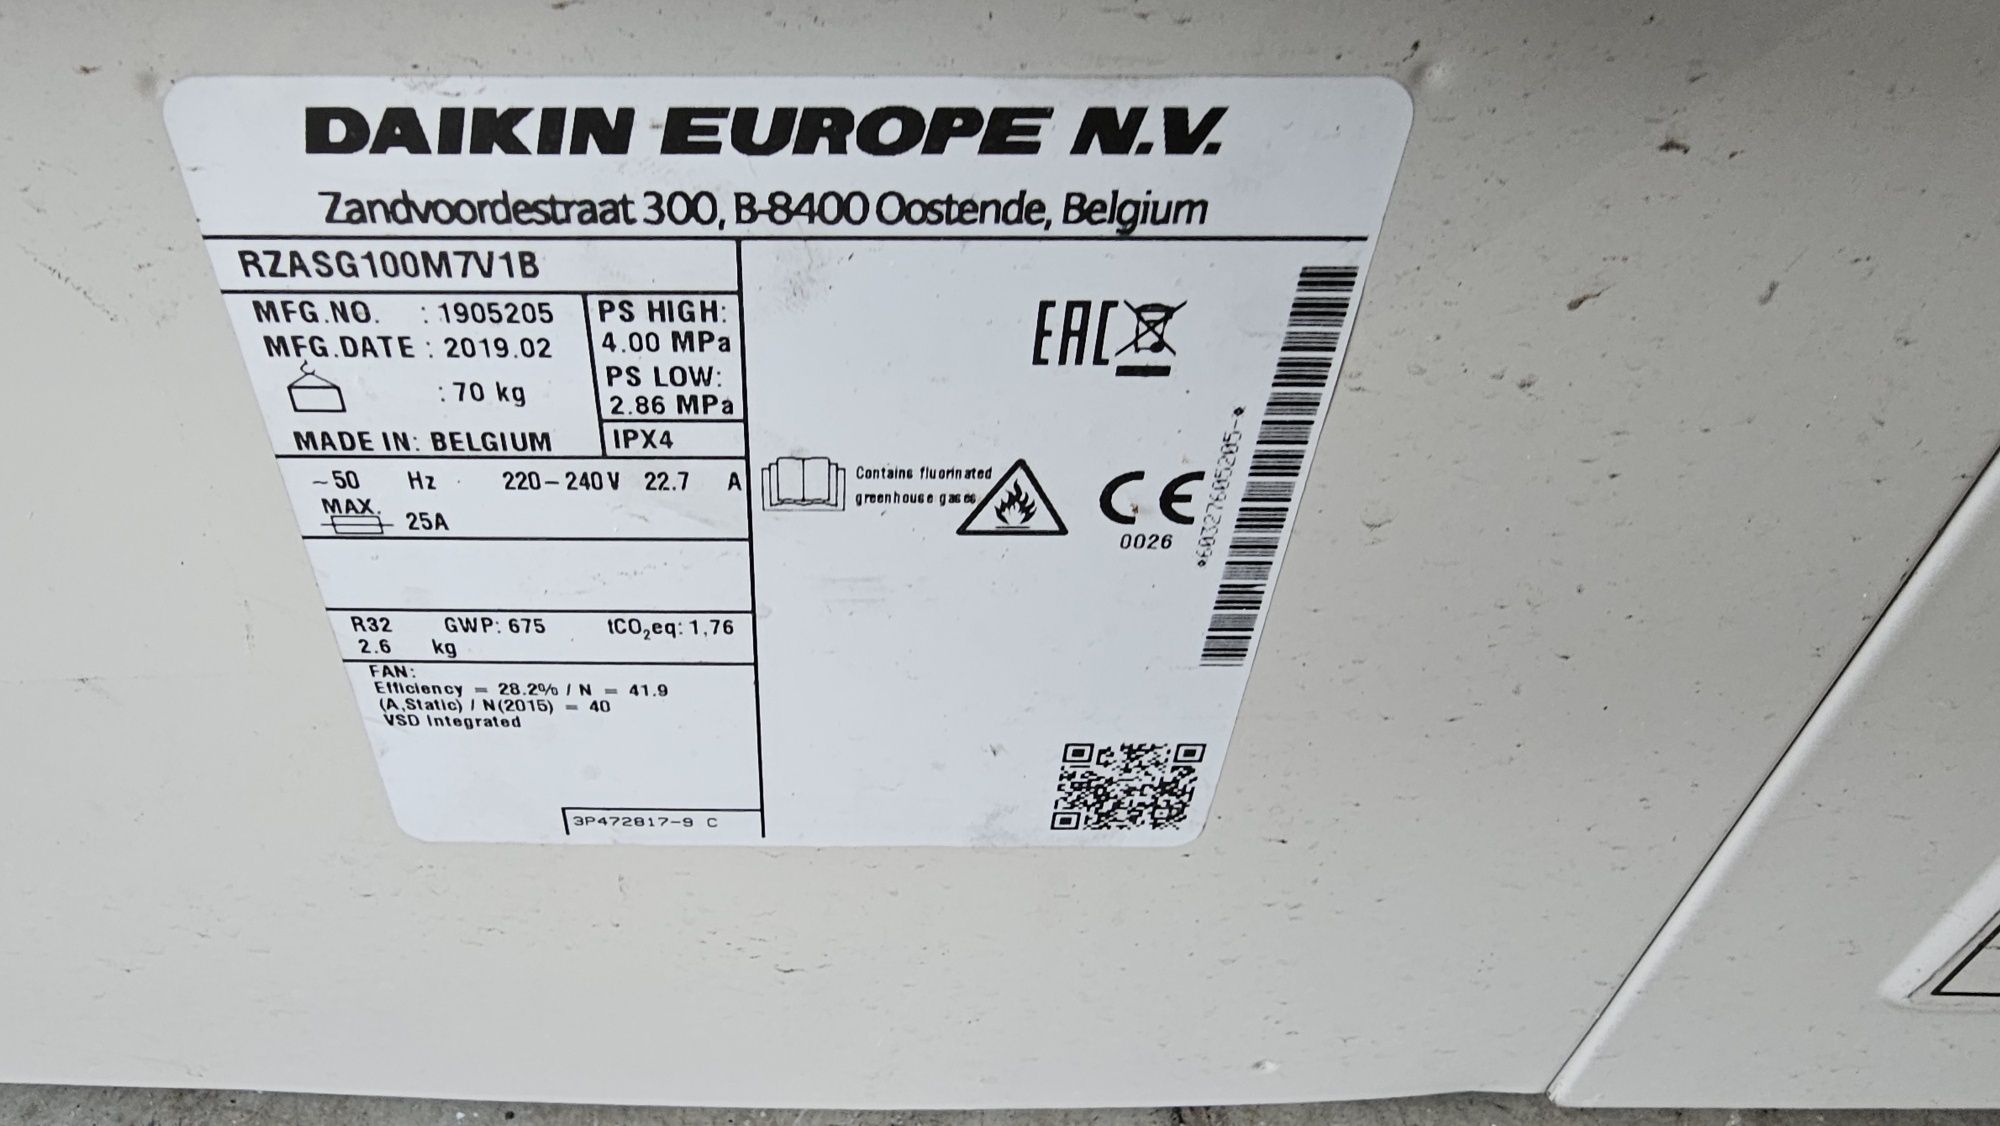 DAIKIN EUROPE N.V.
Zandvoordestraat 300, B-8400 Oostende, Belgium
RZASG100M7V1B
MFG.NO. : 1905205
MFG.DATE : 2019.02
: 70 kg
MADE IN: BELGIUM
PS HIGH:
4.00 MPa
PS LOW:
2.86 MPa
IPX4
~50 Hz 220-240V 22.7 A
MAX. 25A
R32 GWP: 675 tCO₂eq: 1,76
2.6 kg
FAN:
Efficiency = 28.2% / N = 41.9
(A,Static) / N(2015) = 40
VSD Integrated
3P472817-9 C
EAC
Contains fluorinated
greenhouse gases
CE
0026
*60327605205-*